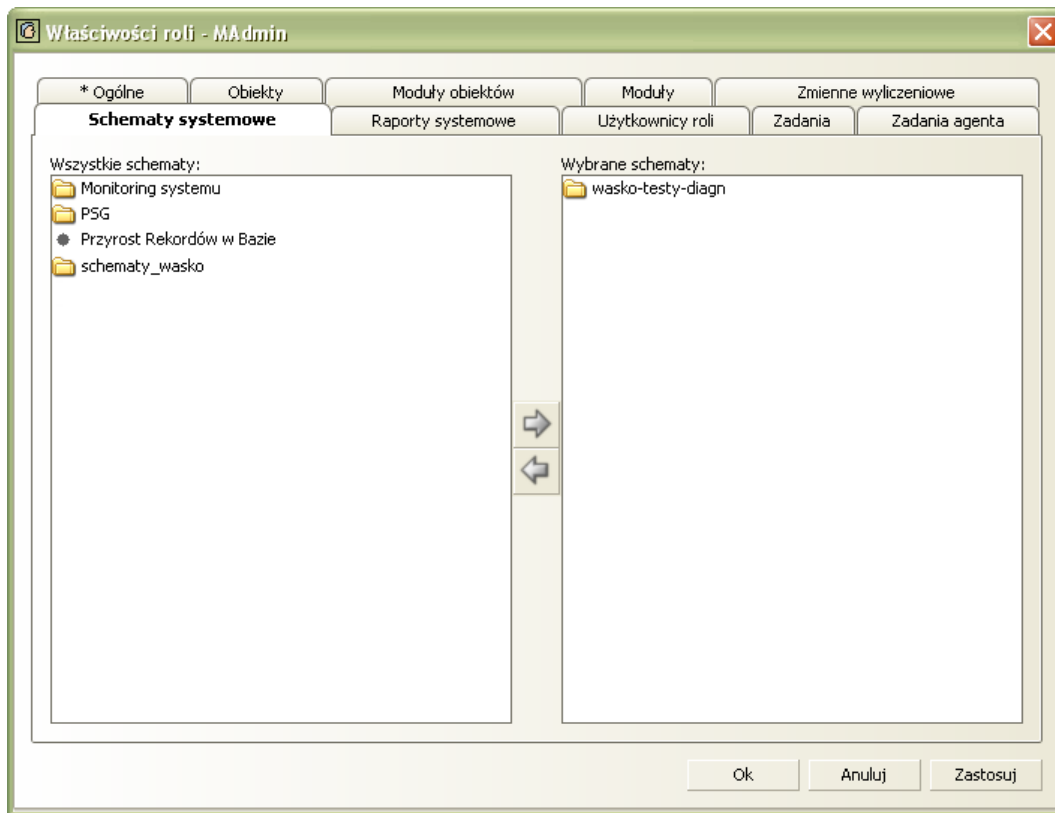 Właściwości roli - MAdmin
* Ogólne Obiekty Moduły obiektów Moduły Zmienne wyliczeniowe
Schematy systemowe Raporty systemowe Użytkownicy roli Zadania Zadania agenta
Wszystkie schematy:
Monitoring systemu
PSG
Przyrost Rekordów w Bazie
schematy_wasko
Wybrane schematy:
wasko-testy-diagn
Ok Anuluj Zastosuj